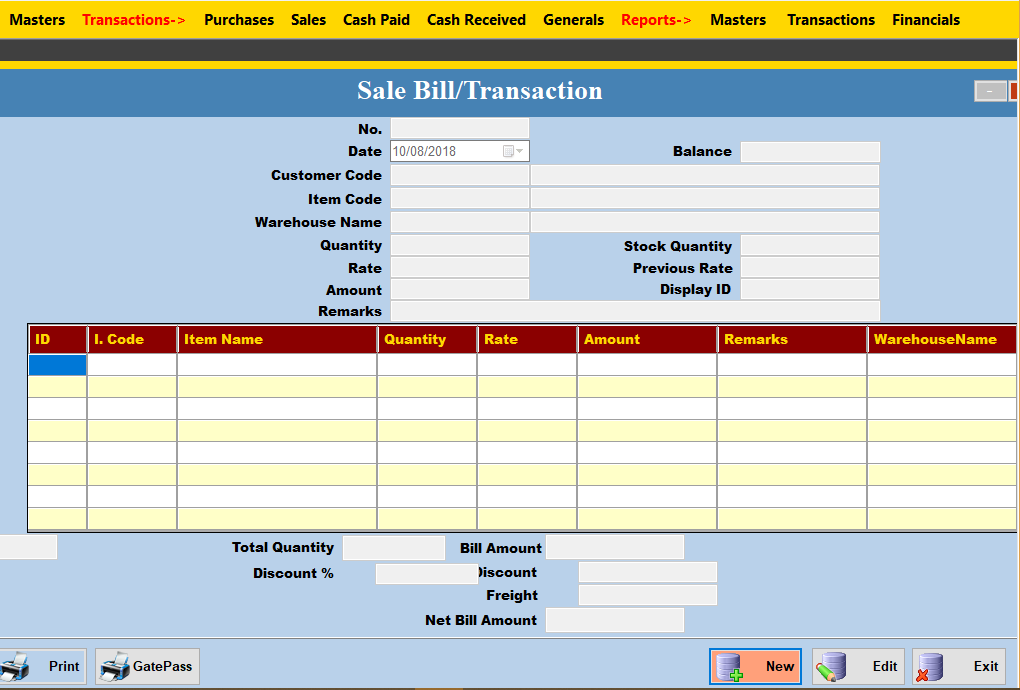 Masters Transactions-> Purchases Sales Cash Paid Cash Received Generals Reports-> Masters Transactions Financials
Sale Bill/Transaction
No.
Date 10/08/2018 Balance
Customer Code
Item Code
Warehouse Name
Quantity Stock Quantity
Rate Previous Rate
Amount Display ID
Remarks
ID I. Code Item Name Quantity Rate Amount Remarks WarehouseName
Total Quantity Bill Amount
Discount % Discount
Freight
Net Bill Amount
Print GatePass New Edit Exit